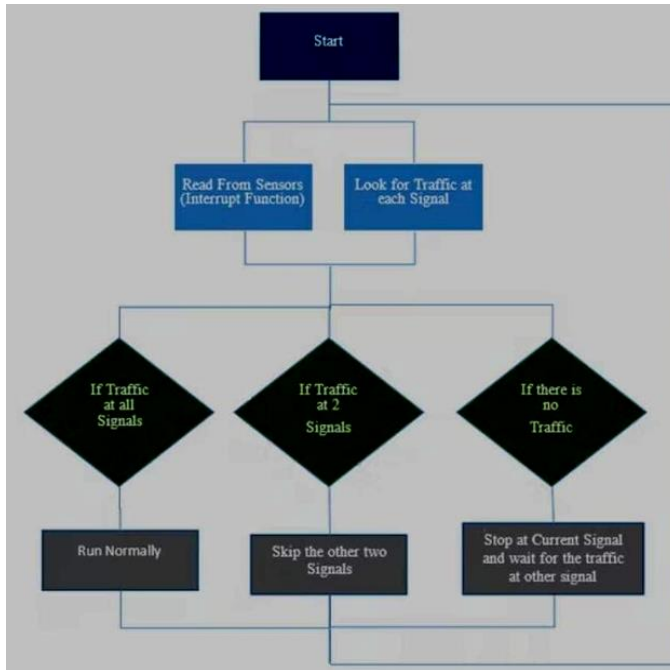 Start
Read From Sensors
(Interrupt Function)
Look for Traffic at
each Signal
If Traffic
at all
Signals
If Traffic
at 2
Signals
If there is
no
Traffic
Run Normally
Skip the other two
Signals
Stop at Current Signal
and wait for the traffic
at other signal